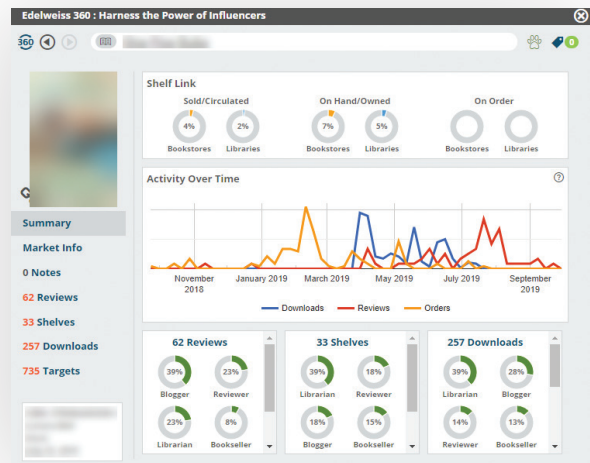 Edelweiss 360 : Harness the Power of Influencers
360
0
Shelf Link
Sold/Circulated On Hand/Owned On Order
4% 2% 7% 5%
Bookstores Libraries Bookstores Libraries Bookstores Libraries
Activity Over Time
?
November 2018 January 2019 March 2019 May 2019 July 2019 September 2019
Downloads Reviews Orders
Summary
Market Info
0 Notes
62 Reviews
33 Shelves
257 Downloads
735 Targets
62 Reviews
39% 23%
Blogger Reviewer
23% 8%
Librarian Bookseller
33 Shelves
39% 18%
Librarian Reviewer
18% 15%
Blogger Bookseller
257 Downloads
39% 28%
Librarian Blogger
14% 13%
Reviewer Bookseller